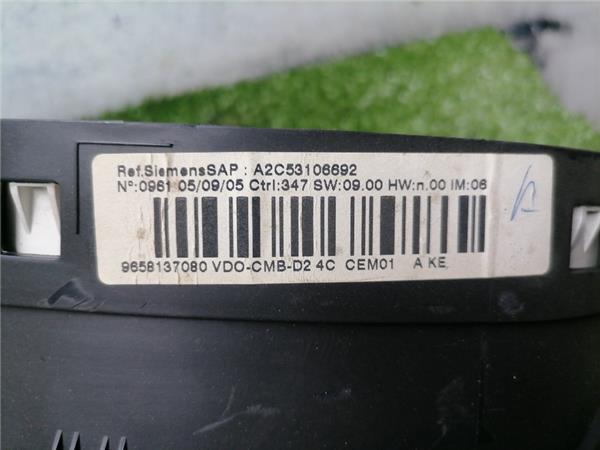 Ref.SiemensSAP : A2C53106692
N°:0961 05/09/05 Ctrl:347 SW:09.00 HW:n.00 IM:06
9658137080 VDO-CMB-D2 4C CEM01 A KE